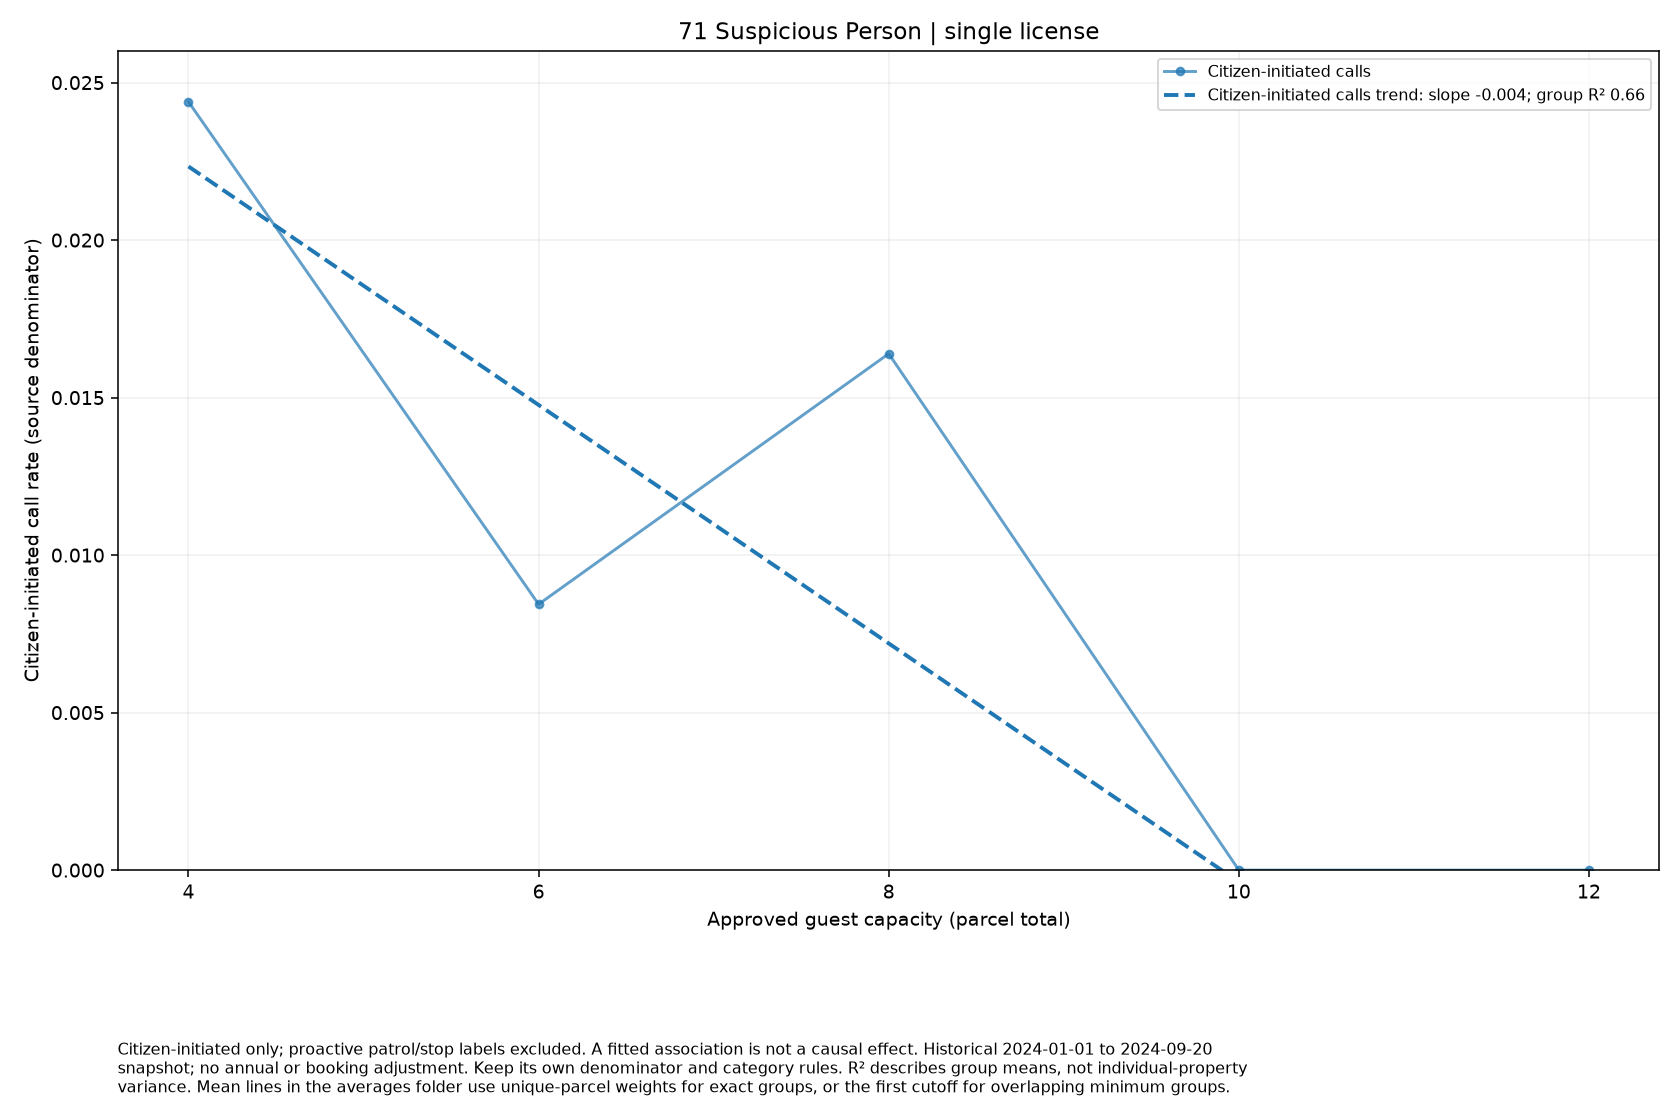 71 Suspicious Person | single license
Citizen-initiated calls
Citizen-initiated calls trend: slope -0.004; group R² 0.66
Citizen-initiated call rate (source denominator)
0.025
0.020
0.015
0.010
0.005
0.000
4 6 8 10 12
Approved guest capacity (parcel total)
Citizen-initiated only; proactive patrol/stop labels excluded. A fitted association is not a causal effect. Historical 2024-01-01 to 2024-09-20
snapshot; no annual or booking adjustment. Keep its own denominator and category rules. R² describes group means, not individual-property
variance. Mean lines in the averages folder use unique-parcel weights for exact groups, or the first cutoff for overlapping minimum groups.